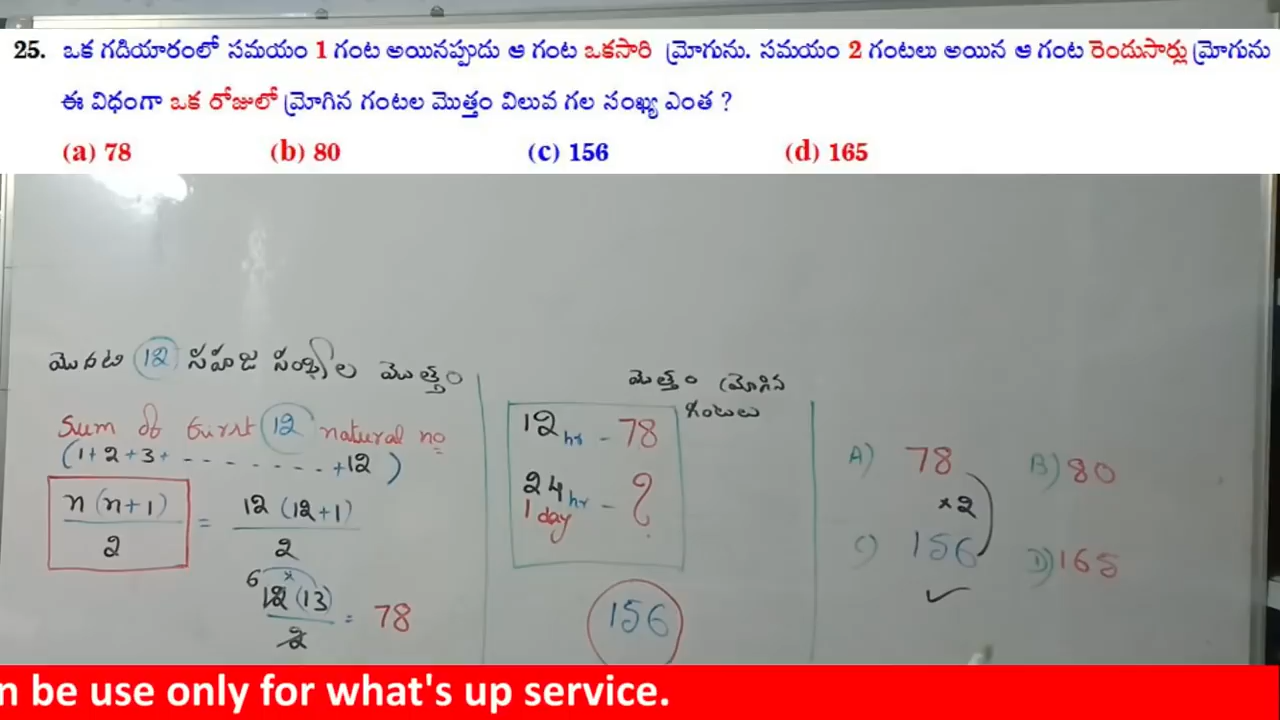 25. ఒక గడియారంలో సమయం 1 గంట అయినప్పుడు ఆ గంట ఒకసారి మ్రోగును. సమయం 2 గంటలు అయిన ఆ గంట రెండుసార్లు మ్రోగును
ఈ విధంగా ఒక రోజులో మ్రోగిన గంటల మొత్తం విలువ గల సంఖ్య ఎంత ?
(a) 78 (b) 80 (c) 156 (d) 165
మొదటి 12 సహజ సంఖ్యల మొత్తం
Sum of first 12 natural no
(1+2+3+ - - - - - - - - +12 )
n(n+1)/2 = 12(12+1)/2
6
12(13)/2 = 78
మొత్తం మ్రోగిన
గంటలు
12hr - 78
24hr - ?
1 day
156
A) 78 B) 80
×2
C) 156 D) 165
✓
n be use only for what's up service.